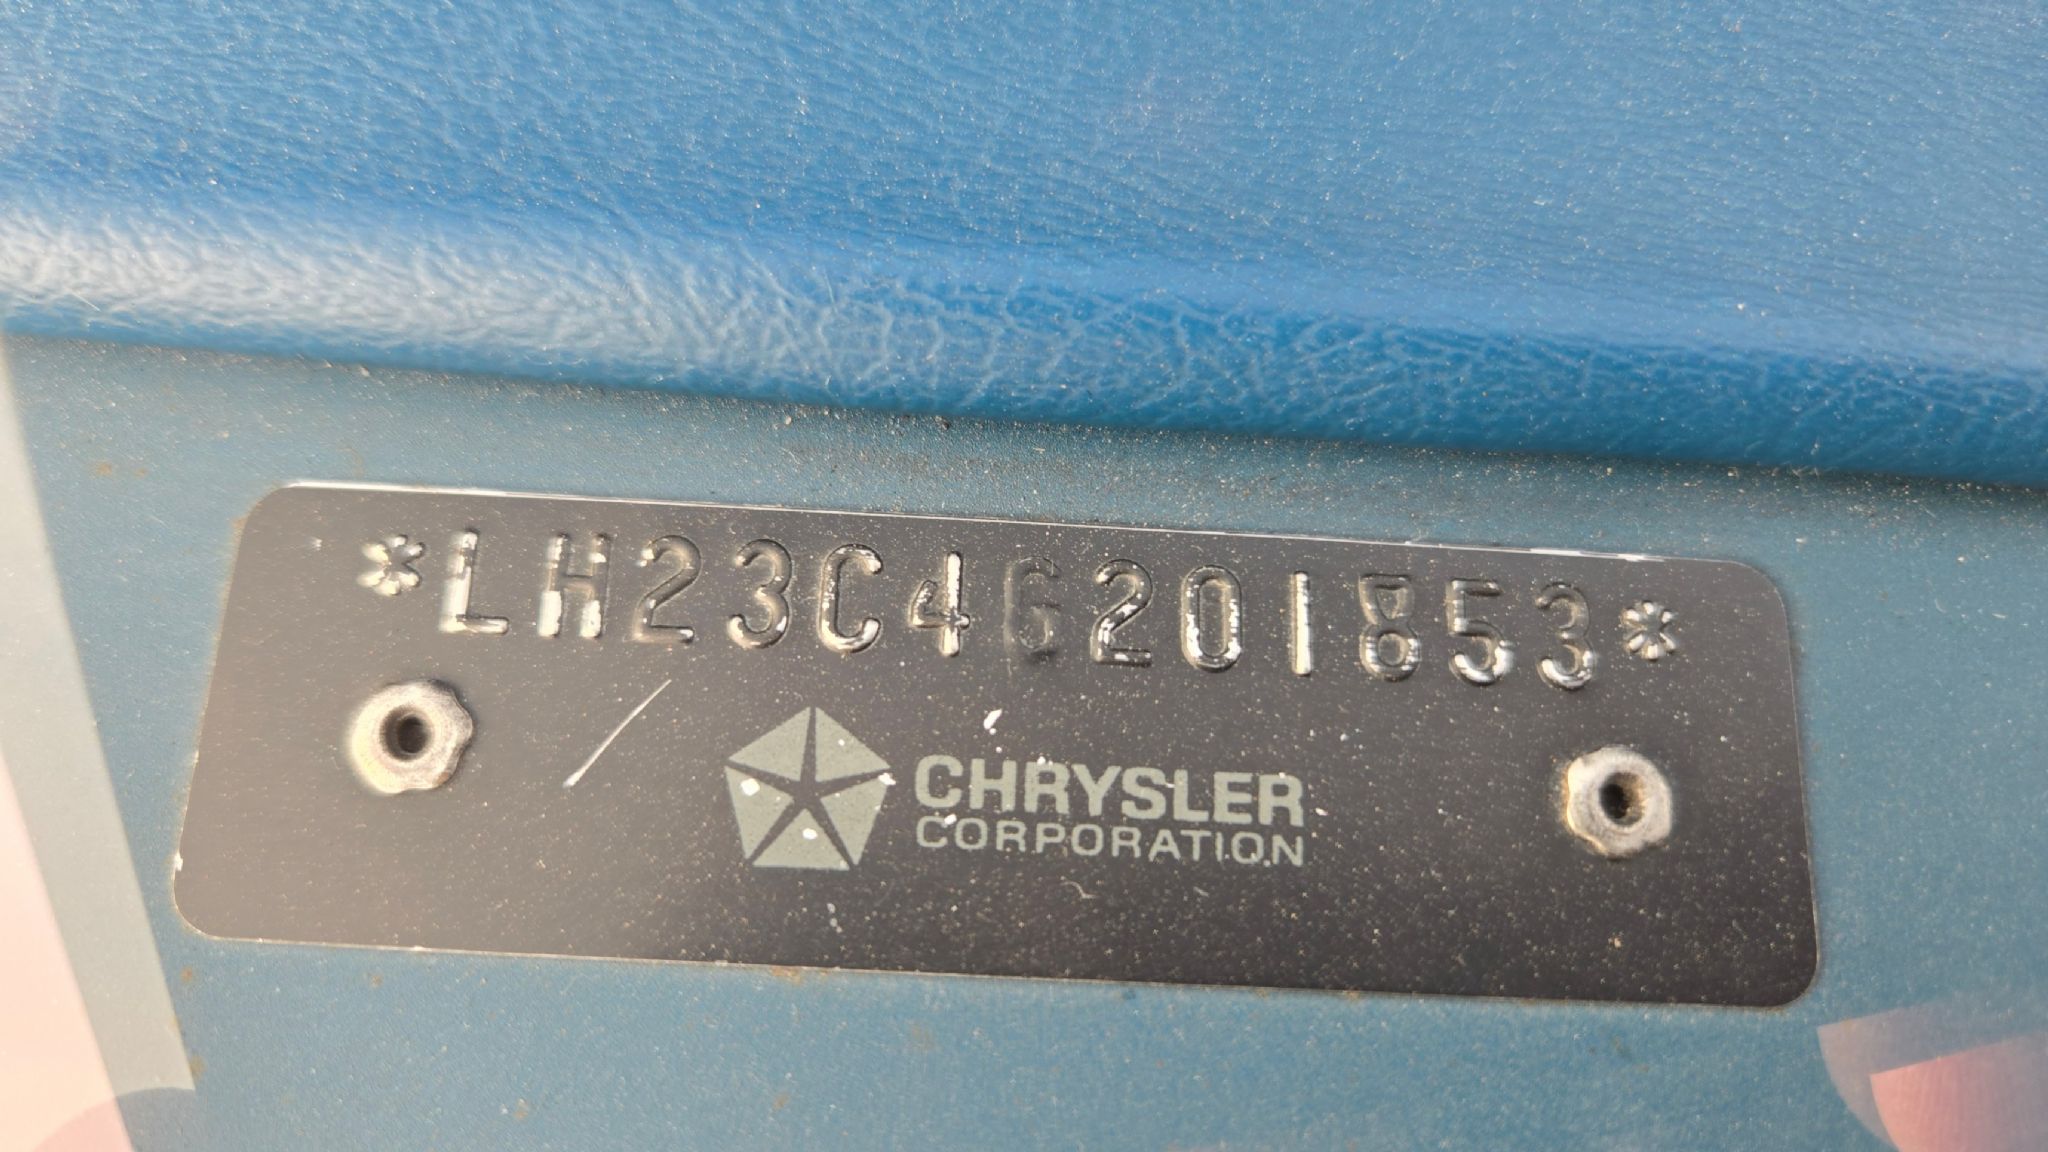 *LH23C4G201853*
CHRYSLER
CORPORATION